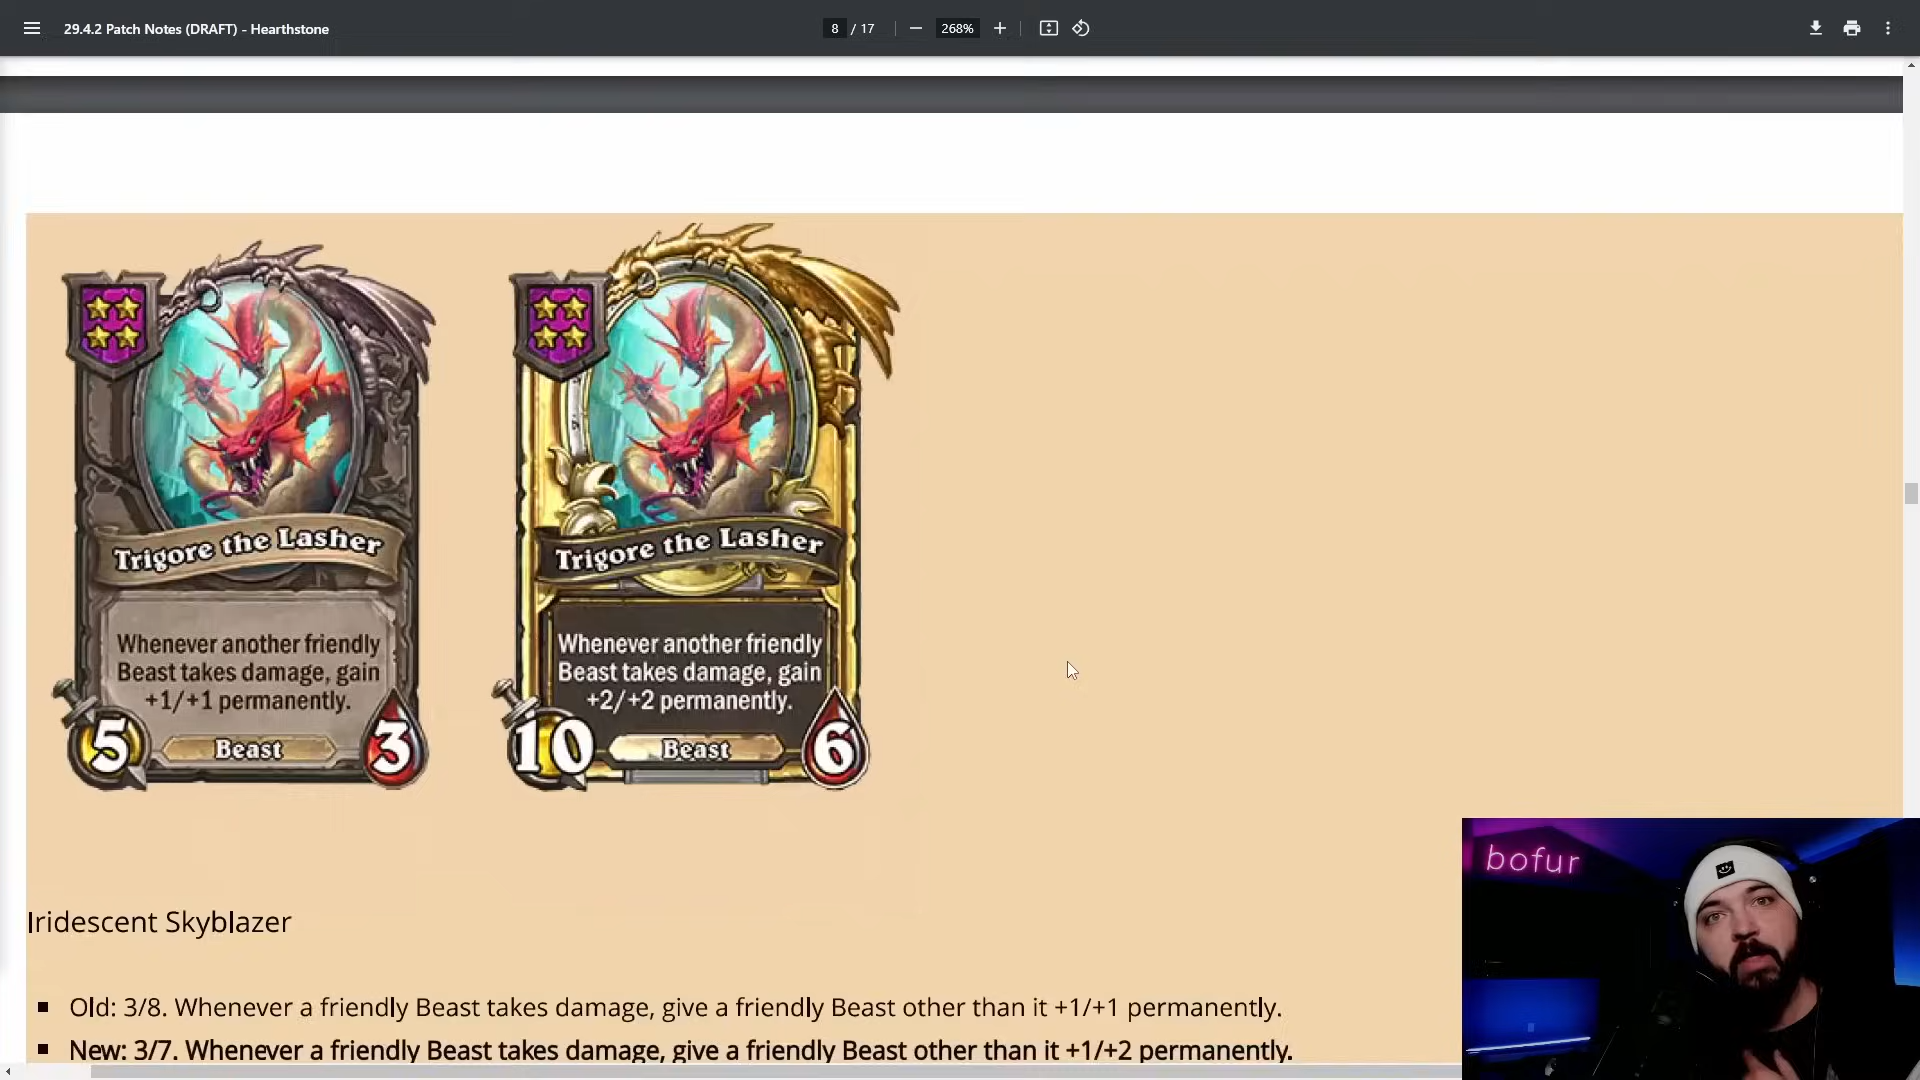 29.4.2 Patch Notes (DRAFT) - Hearthstone
8 / 17
268%
Trigore the Lasher
Whenever another friendly
Beast takes damage, gain
+1/+1 permanently.
5
Beast
3
Trigore the Lasher
Whenever another friendly
Beast takes damage, gain
+2/+2 permanently.
10
Beast
6
Iridescent Skyblazer
Old: 3/8. Whenever a friendly Beast takes damage, give a friendly Beast other than it +1/+1 permanently.
New: 3/7. Whenever a friendly Beast takes damage, give a friendly Beast other than it +1/+2 permanently.
bofur